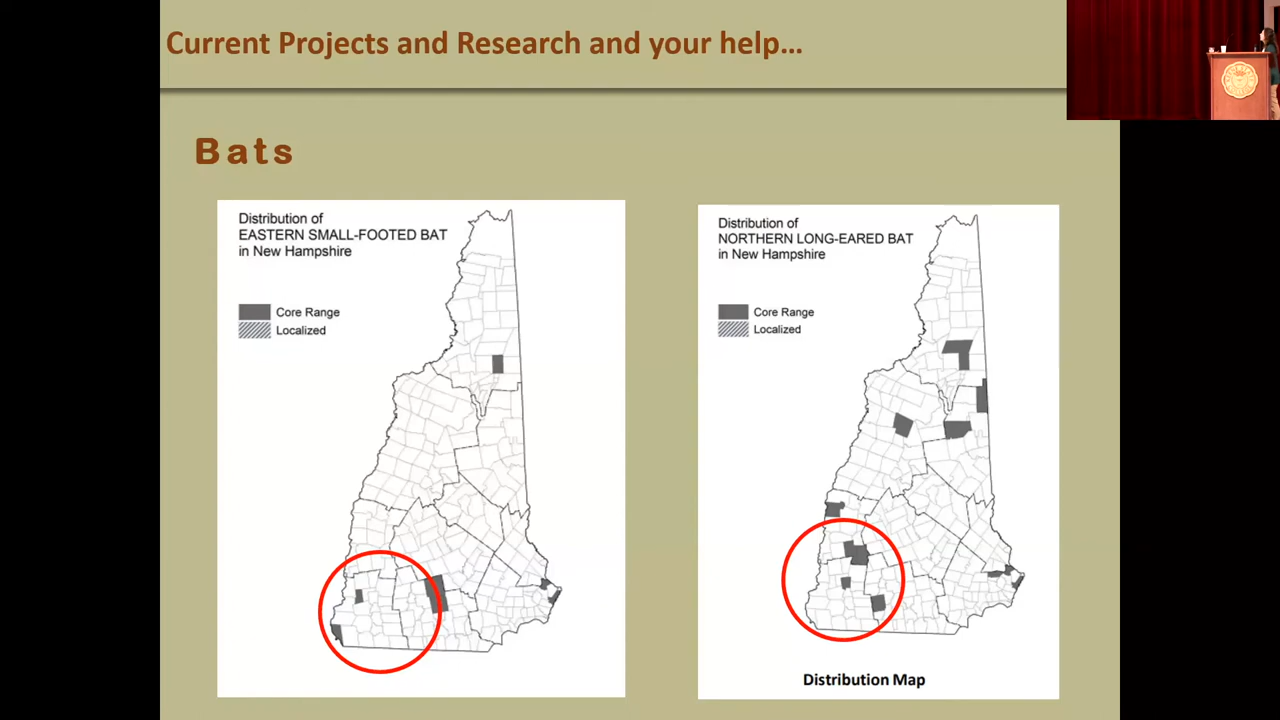 Current Projects and Research and your help...
Bats
Distribution of
EASTERN SMALL-FOOTED BAT
in New Hampshire
Core Range
Localized
Distribution of
NORTHERN LONG-EARED BAT
in New Hampshire
Core Range
Localized
Distribution Map